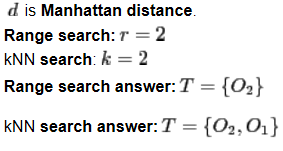 d is Manhattan distance.
Range search: r = 2
kNN search: k = 2
Range search answer: T = {O₂}
kNN search answer: T = {O₂, O₁}